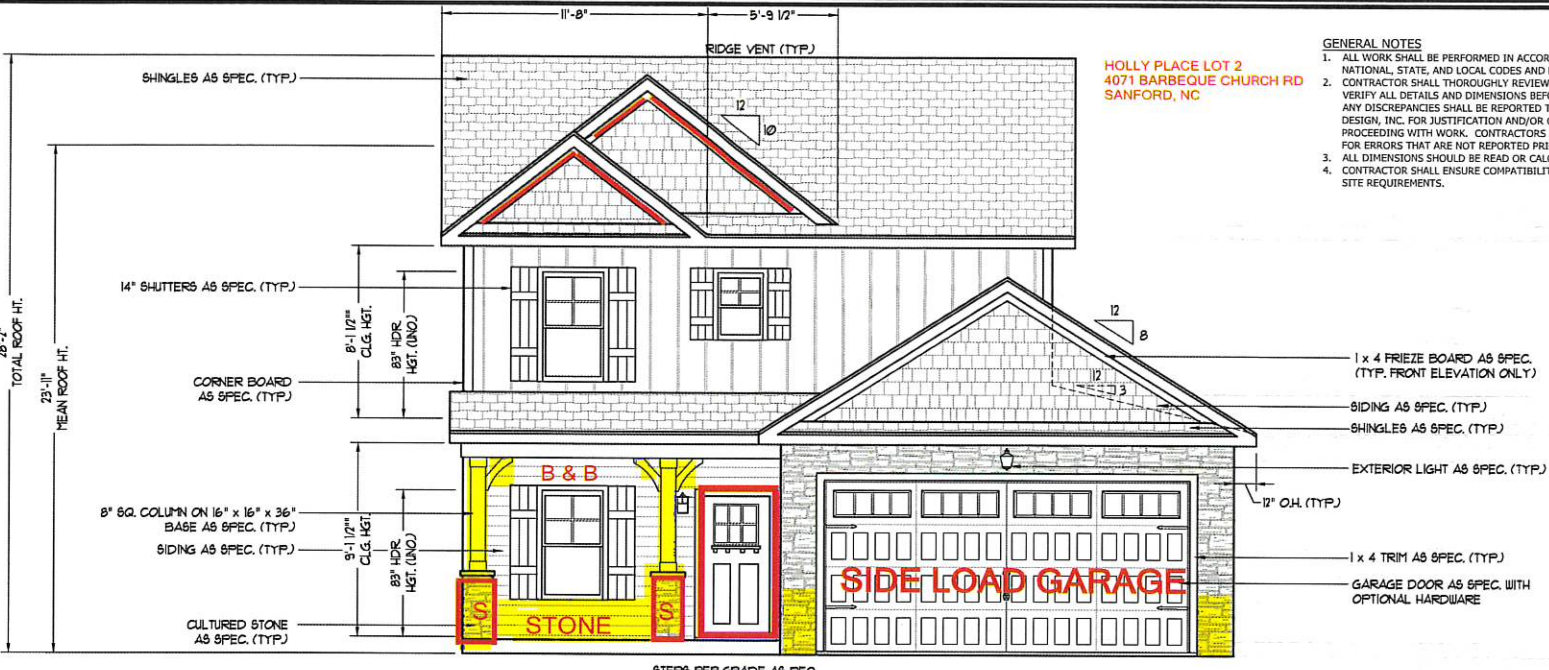 11'-8"
5'-9 1/2"
RIDGE VENT (TYP.)
SHINGLES AS SPEC. (TYP.)
HOLLY PLACE LOT 2
4071 BARBEQUE CHURCH RD
SANFORD, NC
GENERAL NOTES
1. ALL WORK SHALL BE PERFORMED IN
NATIONAL, STATE, AND LOCAL CODES AND
2. CONTRACTOR SHALL THOROUGHLY REVIEW
VERIFY ALL DETAILS AND DIMENSIONS
ANY DISCREPANCIES SHALL BE REPORTED
DESIGN, INC. FOR JUSTIFICATION AND/OR
PROCEEDING WITH WORK. CONTRACTORS
FOR ERRORS THAT ARE NOT REPORTED
3. ALL DIMENSIONS SHOULD BE READ OR
4. CONTRACTOR SHALL ENSURE
SITE REQUIREMENTS.
12
10
14" SHUTTERS AS SPEC. (TYP.)
TOTAL ROOF HT.
23'-11"
MEAN ROOF HT.
8'-1 1/2"
CLG. HGT.
83" HDR.
HGT. (UNO.)
12
8
1 x 4 FRIEZE BOARD AS SPEC.
(TYP. FRONT ELEVATION ONLY)
CORNER BOARD
AS SPEC. (TYP.)
12
3
SIDING AS SPEC. (TYP.)
SHINGLES AS SPEC. (TYP.)
B & B
EXTERIOR LIGHT AS SPEC. (TYP.)
12" O.H. (TYP.)
8" SQ. COLUMN ON 16" x 16" x 36"
BASE AS SPEC. (TYP.)
SIDING AS SPEC. (TYP.)
9'-1 1/2"
CLG. HGT.
83" HDR.
HGT. (UNO.)
1 x 4 TRIM AS SPEC. (TYP.)
SIDE LOAD GARAGE
GARAGE DOOR AS SPEC. WITH
OPTIONAL HARDWARE
S
STONE
S
CULTURED STONE
AS SPEC. (TYP.)